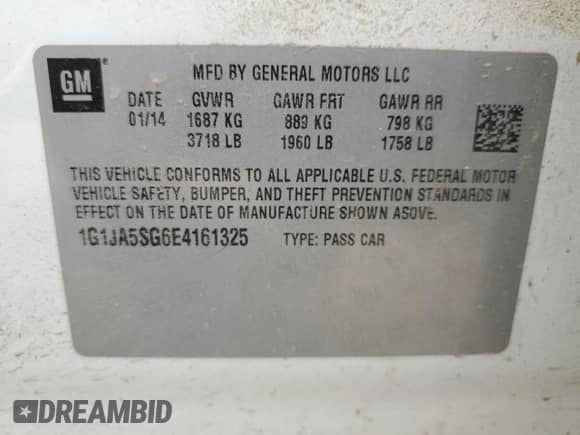 GM
MFD BY GENERAL MOTORS LLC
DATE GVWR GAWR FRT GAWR RR
01/14 1687 KG 889 KG 798 KG
3718 LB 1960 LB 1758 LB
THIS VEHICLE CONFORMS TO ALL APPLICABLE U.S. FEDERAL MOTOR
VEHICLE SAFETY, BUMPER, AND THEFT PREVENTION STANDARDS IN
EFFECT ON THE DATE OF MANUFACTURE SHOWN ABOVE.
1G1JA5SG6E4161325 TYPE: PASS CAR
DREAMBID